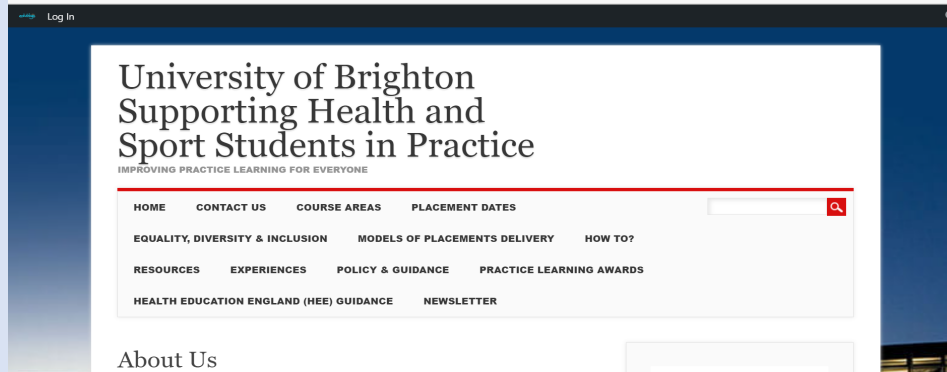 Log In
University of Brighton
Supporting Health and
Sport Students in Practice
IMPROVING PRACTICE LEARNING FOR EVERYONE
HOME CONTACT US COURSE AREAS PLACEMENT DATES
EQUALITY, DIVERSITY & INCLUSION MODELS OF PLACEMENTS DELIVERY HOW TO?
RESOURCES EXPERIENCES POLICY & GUIDANCE PRACTICE LEARNING AWARDS
HEALTH EDUCATION ENGLAND (HEE) GUIDANCE NEWSLETTER
About Us